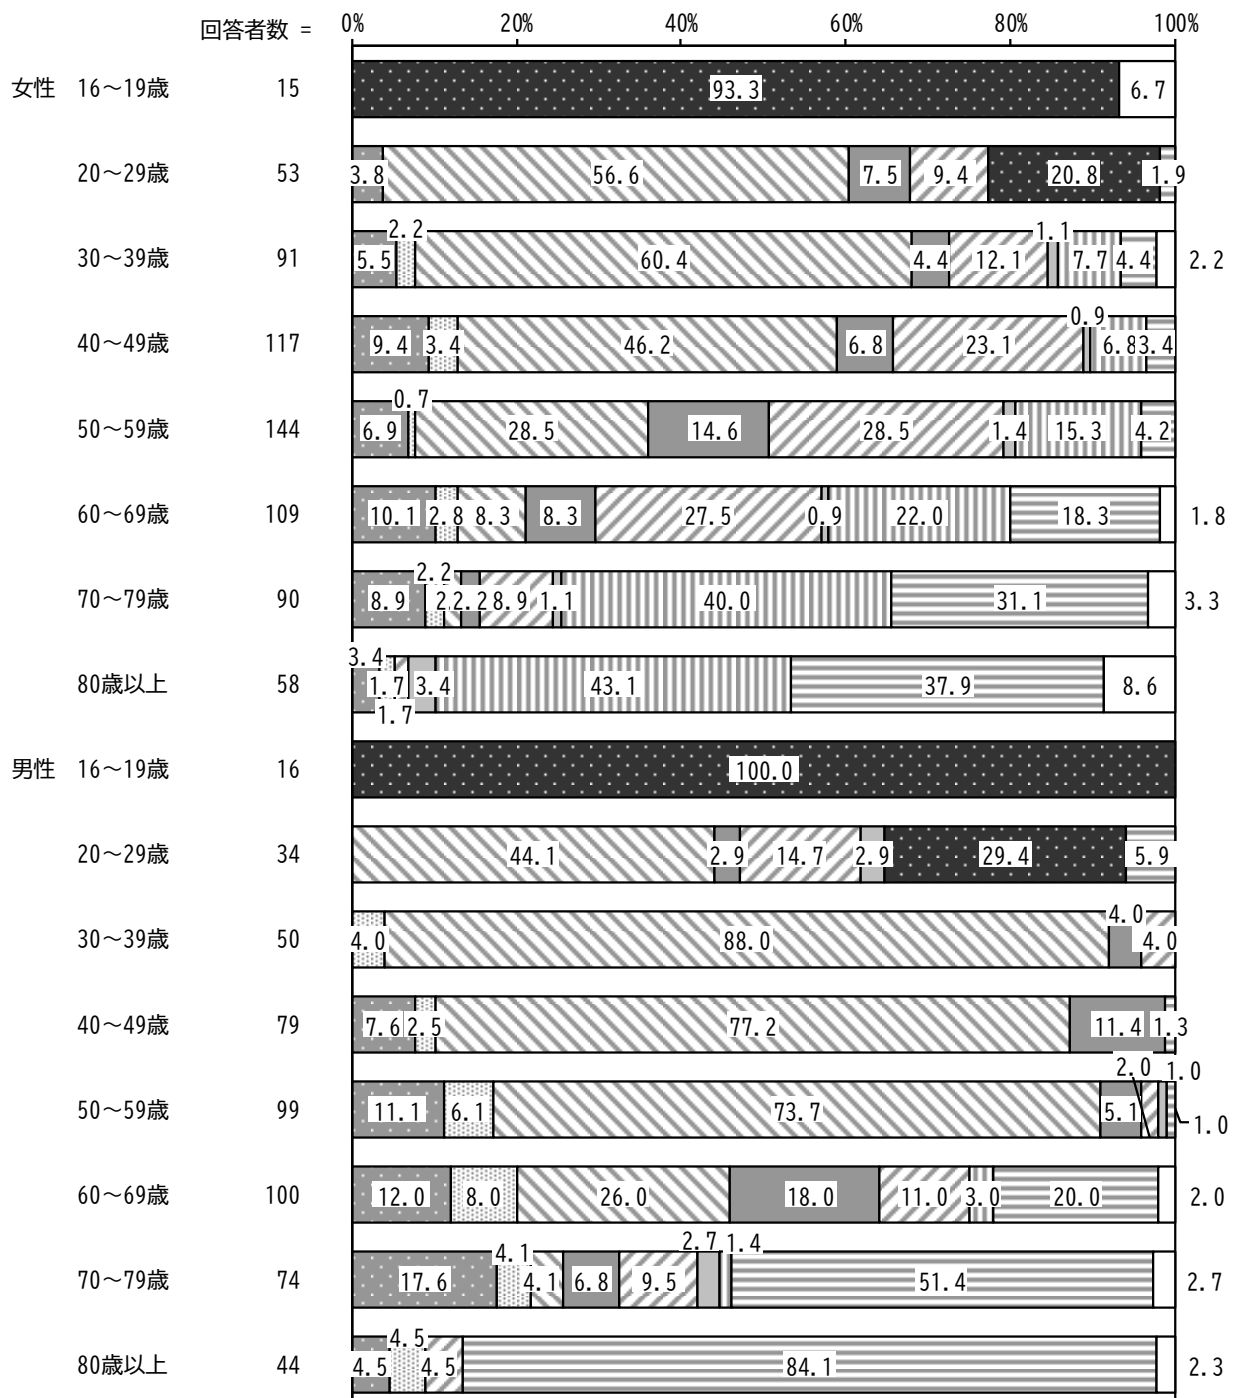 回答者数 = 0% 20% 40% 60% 80% 100%
女性 16～19歳 15 93.3 6.7
20～29歳 53 3.8 56.6 7.5 9.4 20.8 1.9
30～39歳 91 5.5 2.2 60.4 4.4 12.1 1.1 7.7 4.4 2.2
40～49歳 117 9.4 3.4 46.2 6.8 23.1 0.9 6.8 3.4
50～59歳 144 6.9 0.7 28.5 14.6 28.5 1.4 15.3 4.2
60～69歳 109 10.1 2.8 8.3 8.3 27.5 0.9 22.0 18.3 1.8
70～79歳 90 8.9 2.2 2.2 2.2 8.9 1.1 40.0 31.1 3.3
80歳以上 58 3.4 1.7 1.7 3.4 43.1 37.9 8.6
男性 16～19歳 16 100.0
20～29歳 34 44.1 2.9 14.7 2.9 29.4 5.9
30～39歳 50 4.0 88.0 4.0 4.0
40～49歳 79 7.6 2.5 77.2 11.4 1.3
50～59歳 99 11.1 6.1 73.7 5.1 2.0 1.0 1.0
60～69歳 100 12.0 8.0 26.0 18.0 11.0 3.0 20.0 2.0
70～79歳 74 17.6 4.1 4.1 6.8 9.5 2.7 1.4 51.4 2.7
80歳以上 44 4.5 4.5 4.5 84.1 2.3